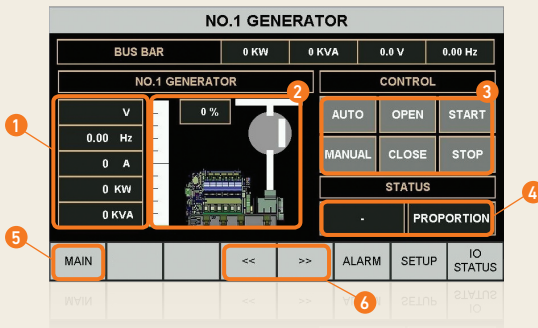 NO.1 GENERATOR
BUS BAR 0 KW 0 KVA 0.0 V 0.00 Hz
NO.1 GENERATOR CONTROL
1 2 3
V 0 % AUTO OPEN START
0.00 Hz
0 A MANUAL CLOSE STOP
0 KW STATUS
0 KVA - PROPORTION 4
5
MAIN << >> ALARM SETUP IO
STATUS
6